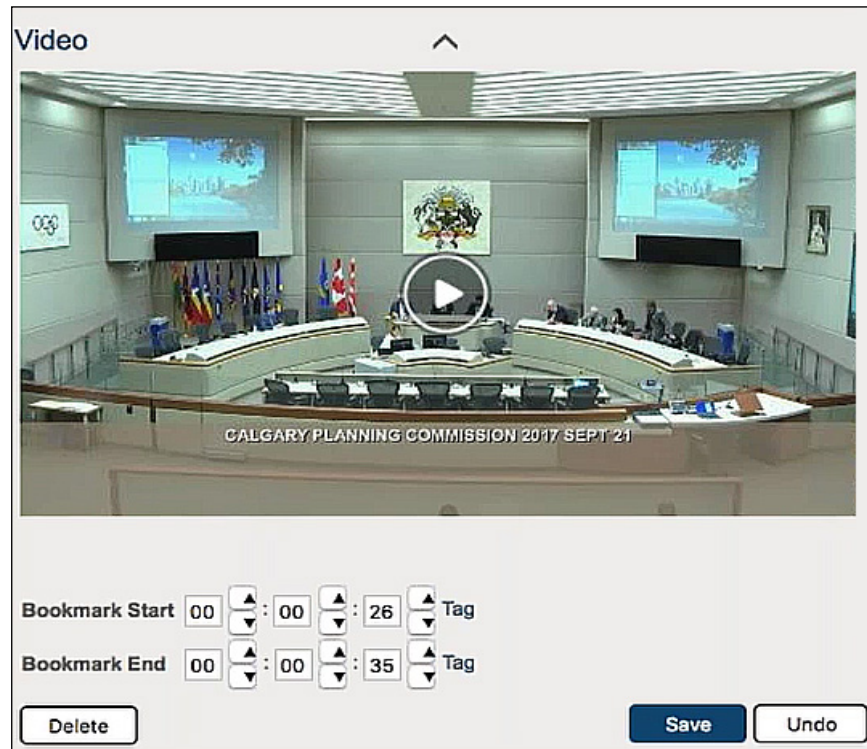 Video
CALGARY PLANNING COMMISSION 2017 SEPT 21
Bookmark Start 00 : 00 : 26 Tag
Bookmark End 00 : 00 : 35 Tag
Delete Save Undo